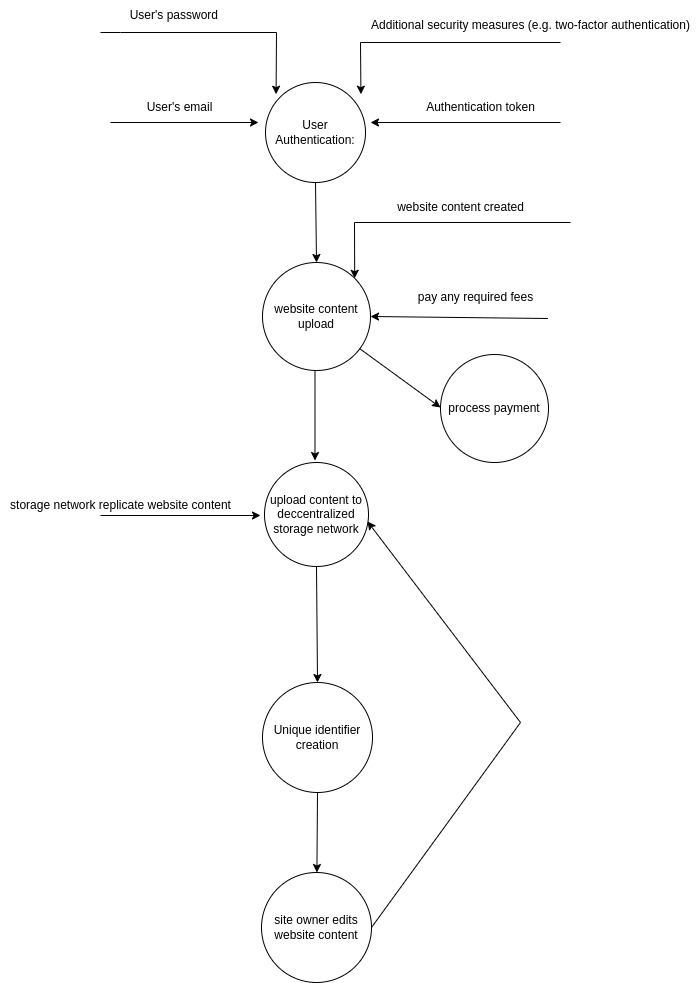 User's password
Additional security measures (e.g. two-factor authentication)
User's email
Authentication token
User
Authentication:
website content created
website content
upload
pay any required fees
process payment
storage network replicate website content
upload content to
deccentralized
storage network
Unique identifier
creation
site owner edits
website content